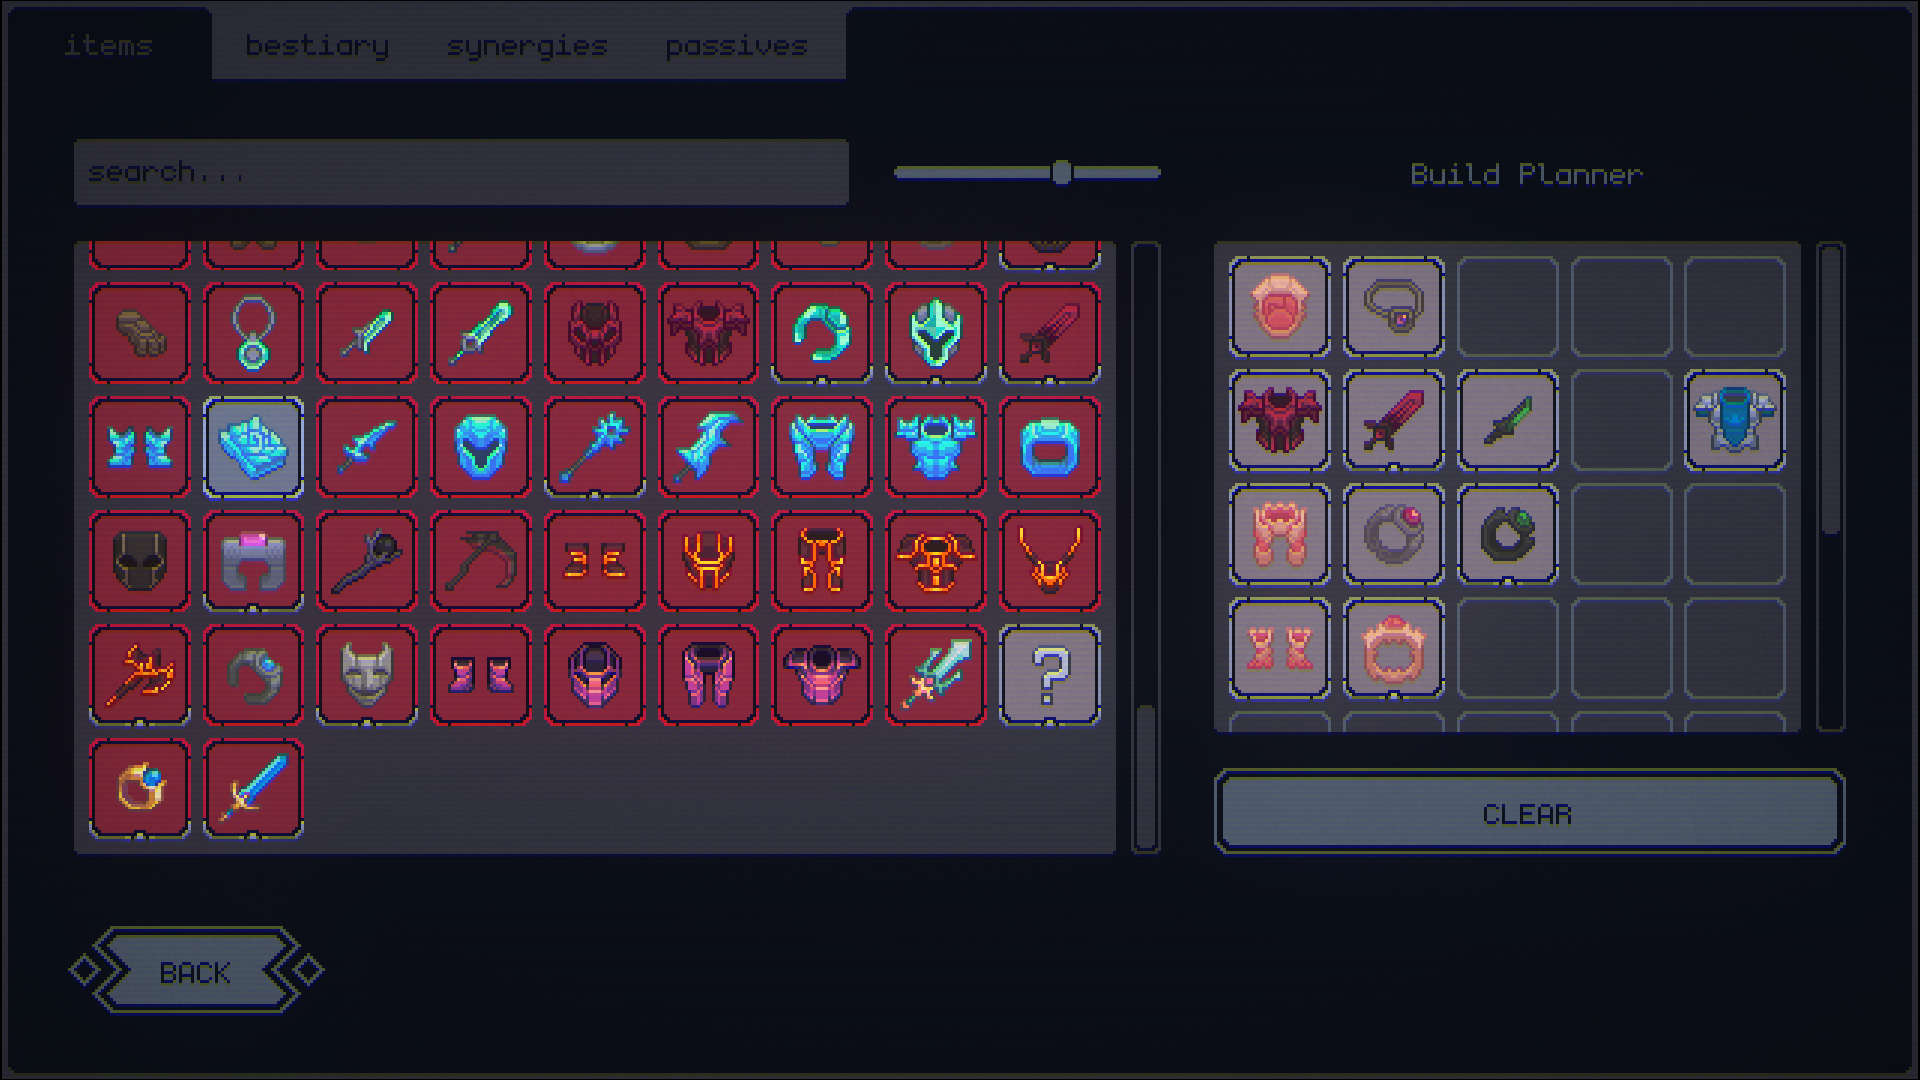 items bestiary synergies passives
search...
Build Planner
?
CLEAR
BACK